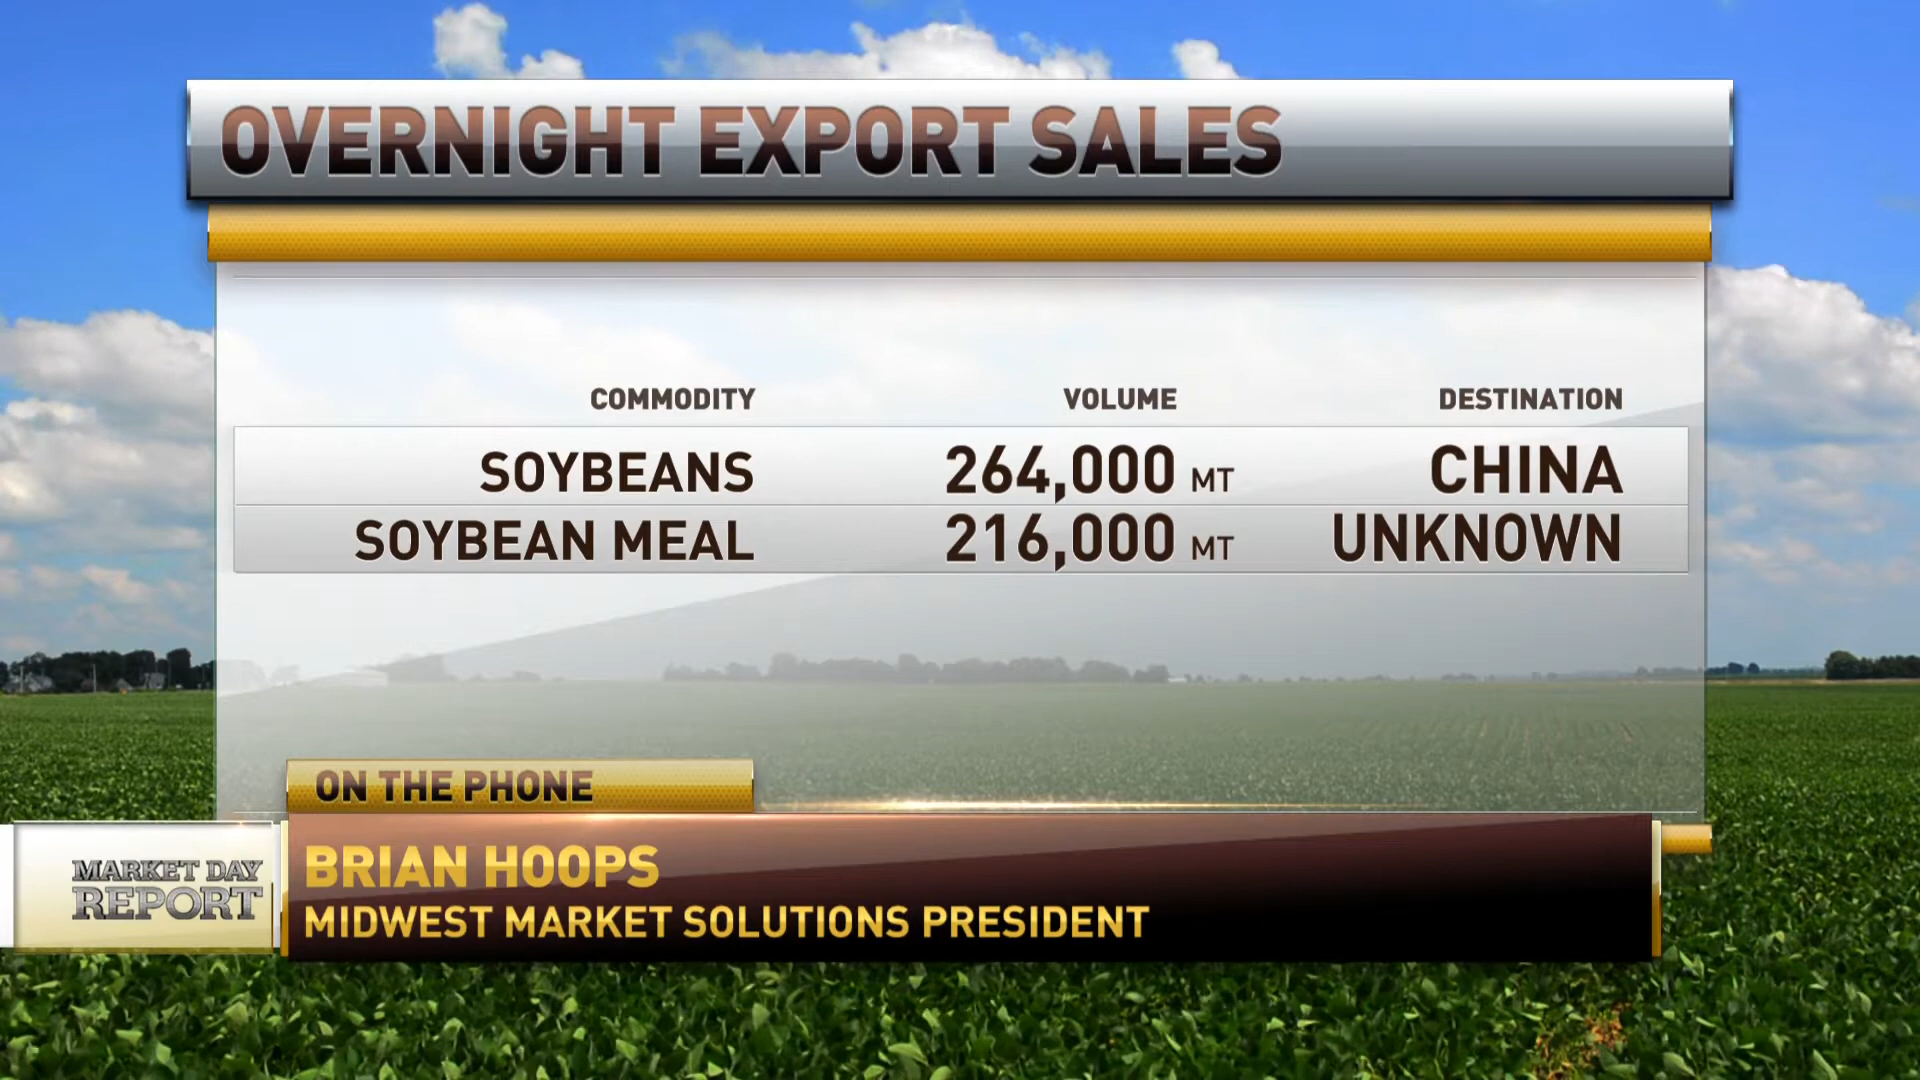 OVERNIGHT EXPORT SALES
COMMODITY VOLUME DESTINATION
SOYBEANS 264,000 MT CHINA
SOYBEAN MEAL 216,000 MT UNKNOWN
ON THE PHONE
MARKET DAY
REPORT
BRIAN HOOPS
MIDWEST MARKET SOLUTIONS PRESIDENT